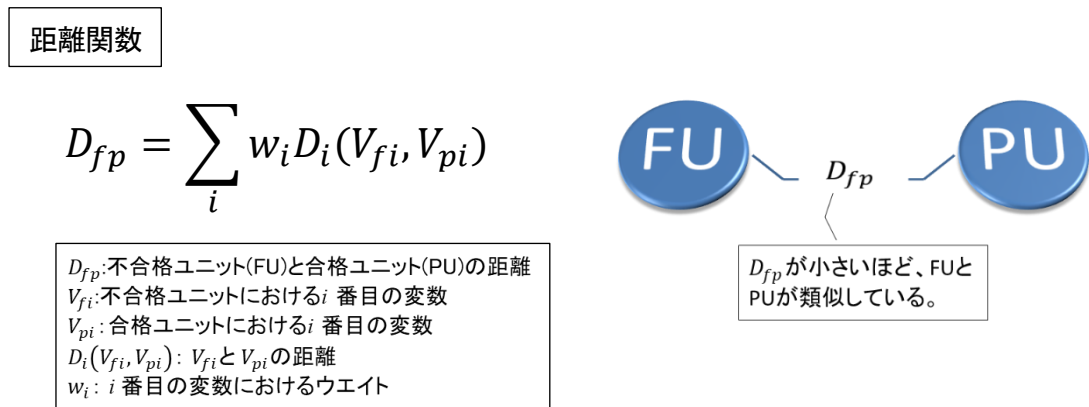 距離関数
D_{fp} = \sum_{i} w_i D_i(V_{fi}, V_{pi})
D_{fp}:不合格ユニット(FU)と合格ユニット(PU)の距離
V_{fi}:不合格ユニットにおけるi 番目の変数
V_{pi}: 合格ユニットにおけるi 番目の変数
D_i(V_{fi}, V_{pi}): V_{fi}とV_{pi}の距離
w_i: i 番目の変数におけるウエイト
FU
D_{fp}
PU
D_{fp}が小さいほど、FUと
PUが類似している。